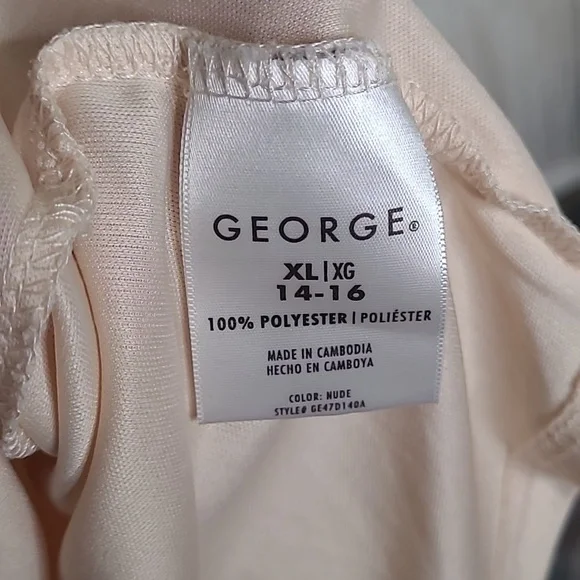 GEORGE®
XL|XG
14-16
100% POLYESTER | POLIÉSTER
MADE IN CAMBODIA
HECHO EN CAMBOYA
COLOR: NUDE
STYLE# GE47D140A